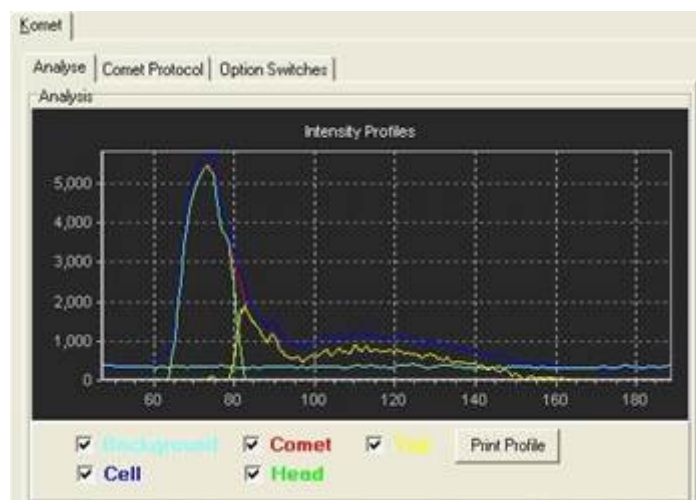 Komet
Analyse Comet Protocol Option Switches
Analysis
Intensity Profiles
5,000
4,000
3,000
2,000
1,000
0
60 80 100 120 140 160 180
Background Comet Tail Print Profile
Cell Head